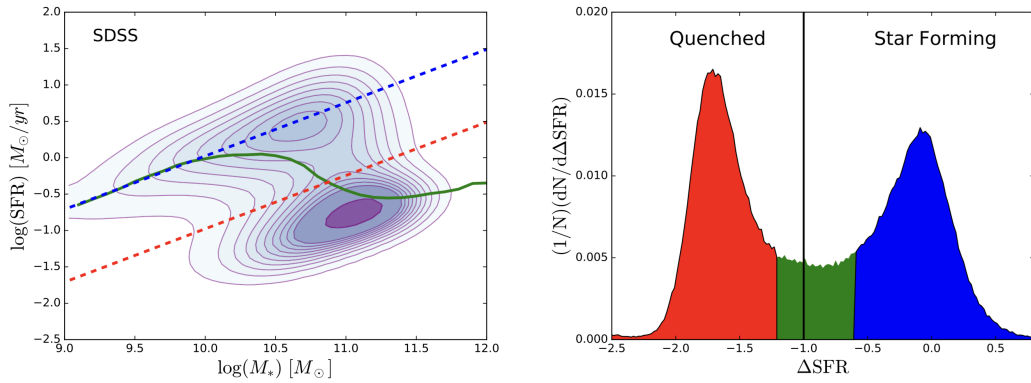 SDSS
log(SFR) [M⊙/yr]
1.5
1.0
0.5
0.0
−0.5
−1.0
−1.5
−2.0
−2.5
9.0 9.5 10.0 10.5 11.0 11.5 12.0
log(M*) [M⊙]
Quenched Star Forming
(1/N)(dN/dΔSFR)
0.020
0.015
0.010
0.005
0.000
−2.5 −2.0 −1.5 −1.0 −0.5 0.0 0.5
ΔSFR